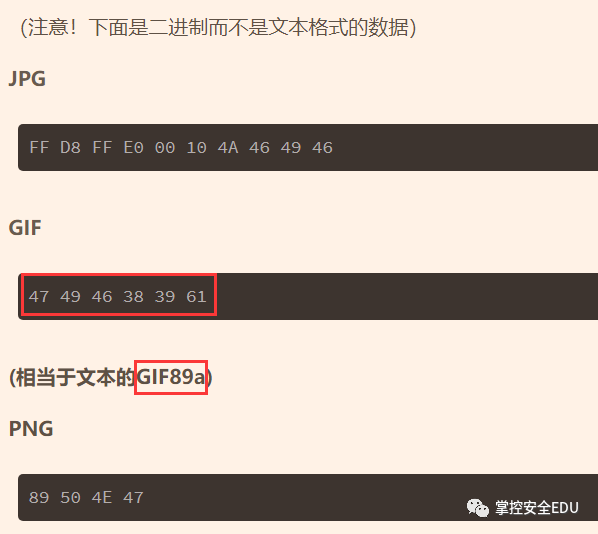 （注意！下面是二进制而不是文本格式的数据）
JPG
FF D8 FF E0 00 10 4A 46 49 46
GIF
47 49 46 38 39 61
(相当于文本的GIF89a)
PNG
89 50 4E 47
掌控安全EDU